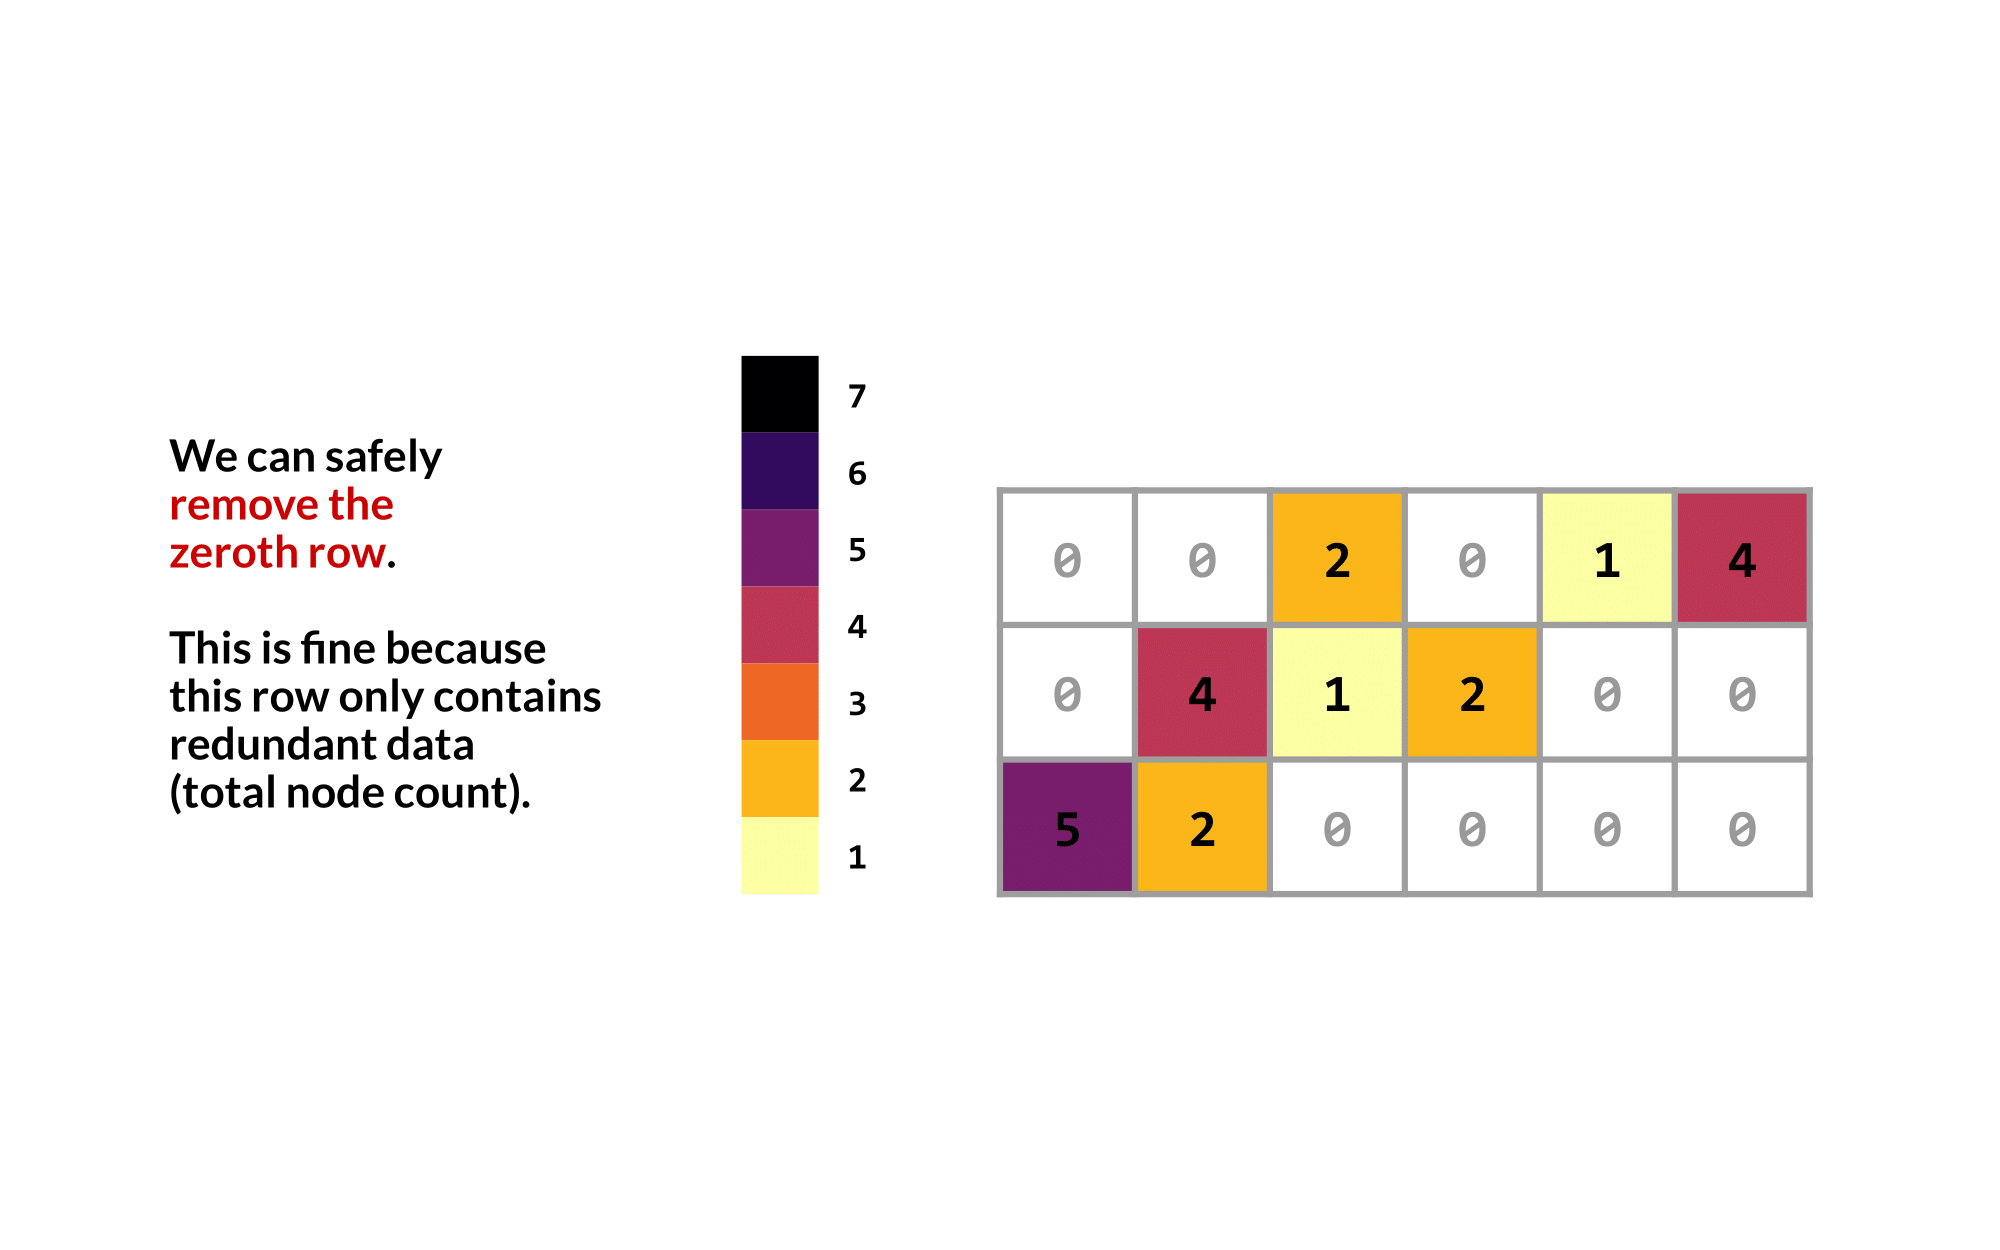 We can safely
remove the
zeroth row.
This is fine because
this row only contains
redundant data
(total node count).
7
6
5
4
3
2
1
0 0 2 0 1 4
0 4 1 2 0 0
5 2 0 0 0 0